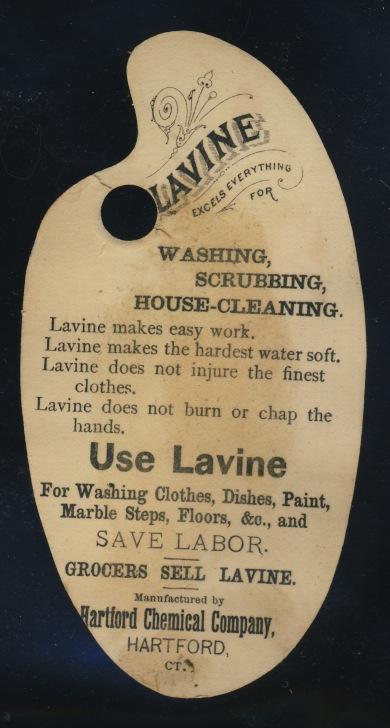 LAVINE
EXCELS EVERYTHING
FOR
WASHING,
SCRUBBING,
HOUSE-CLEANING.
Lavine makes easy work.
Lavine makes the hardest water soft.
Lavine does not injure the finest
clothes.
Lavine does not burn or chap the
hands.
Use Lavine
For Washing Clothes, Dishes, Paint,
Marble Steps, Floors, &c., and
SAVE LABOR.
GROCERS SELL LAVINE.
Manufactured by
Hartford Chemical Company,
HARTFORD,
CT.